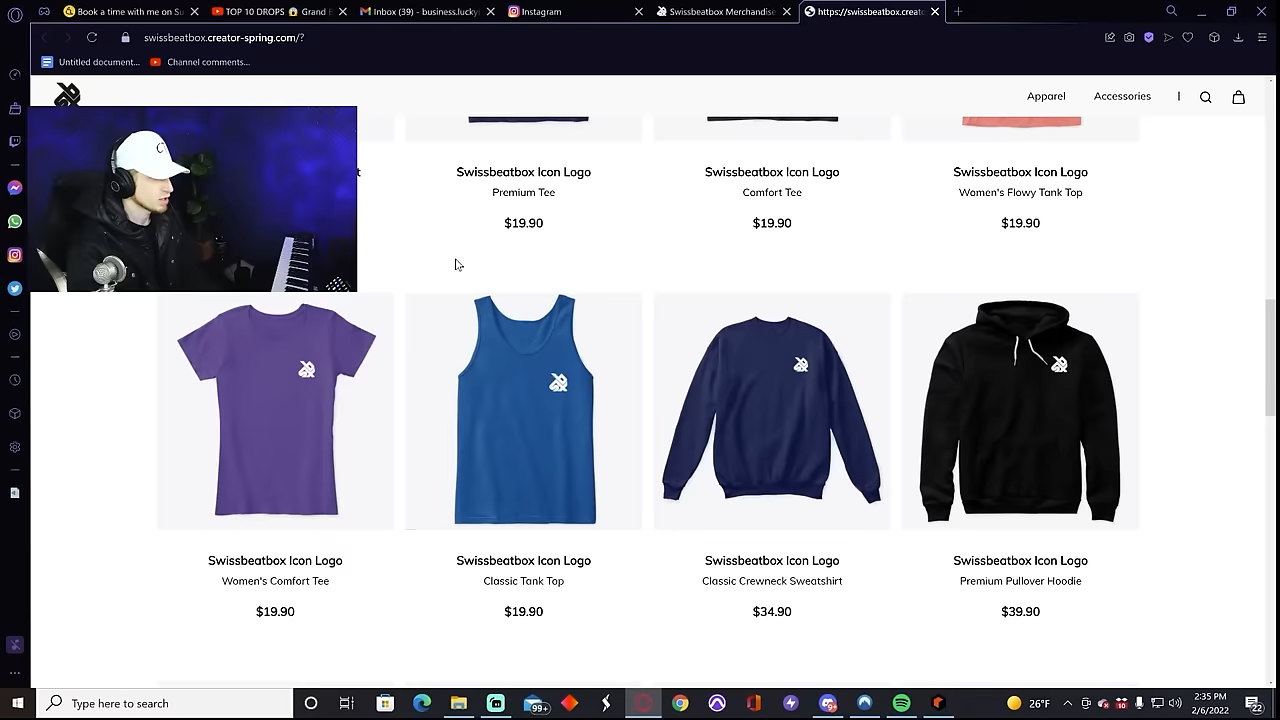 Book a time with me on Su
TOP 10 DROPS 😱 Grand B
Inbox (39) - business.lucky
Instagram
Swissbeatbox Merchandise
https://swissbeatbox.creato
swissbeatbox.creator-spring.com/?
Untitled document...
Channel comments...
Apparel
Accessories
Swissbeatbox Icon Logo
Swissbeatbox Icon Logo
Swissbeatbox Icon Logo
Premium Tee
Comfort Tee
Women's Flowy Tank Top
$19.90
$19.90
$19.90
Swissbeatbox Icon Logo
Swissbeatbox Icon Logo
Swissbeatbox Icon Logo
Swissbeatbox Icon Logo
Women's Comfort Tee
Classic Tank Top
Classic Crewneck Sweatshirt
Premium Pullover Hoodie
$19.90
$19.90
$34.90
$39.90
Type here to search
99+
26°F
10
2:35 PM
2/6/2022
22